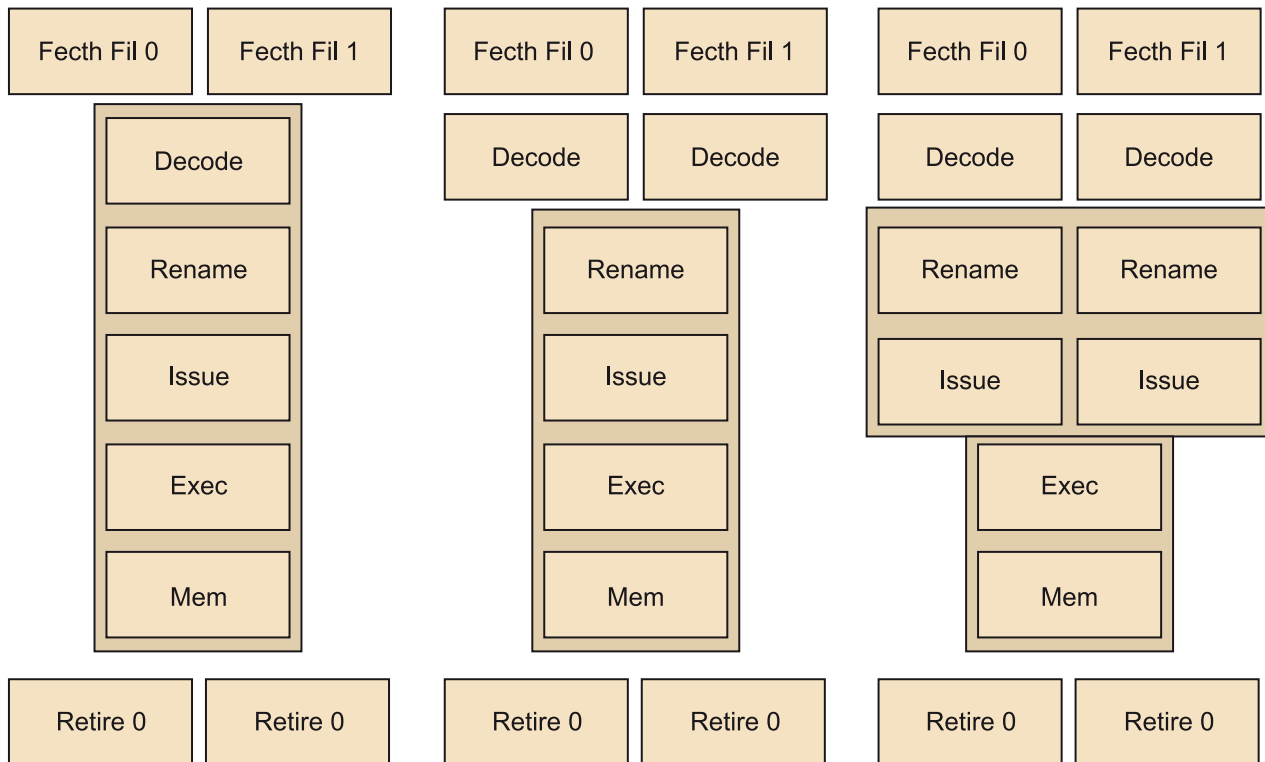 Fecth Fil 0
Fecth Fil 1
Decode
Rename
Issue
Exec
Mem
Retire 0
Retire 0
Fecth Fil 0
Fecth Fil 1
Decode
Decode
Rename
Issue
Exec
Mem
Retire 0
Retire 0
Fecth Fil 0
Fecth Fil 1
Decode
Decode
Rename
Rename
Issue
Issue
Exec
Mem
Retire 0
Retire 0